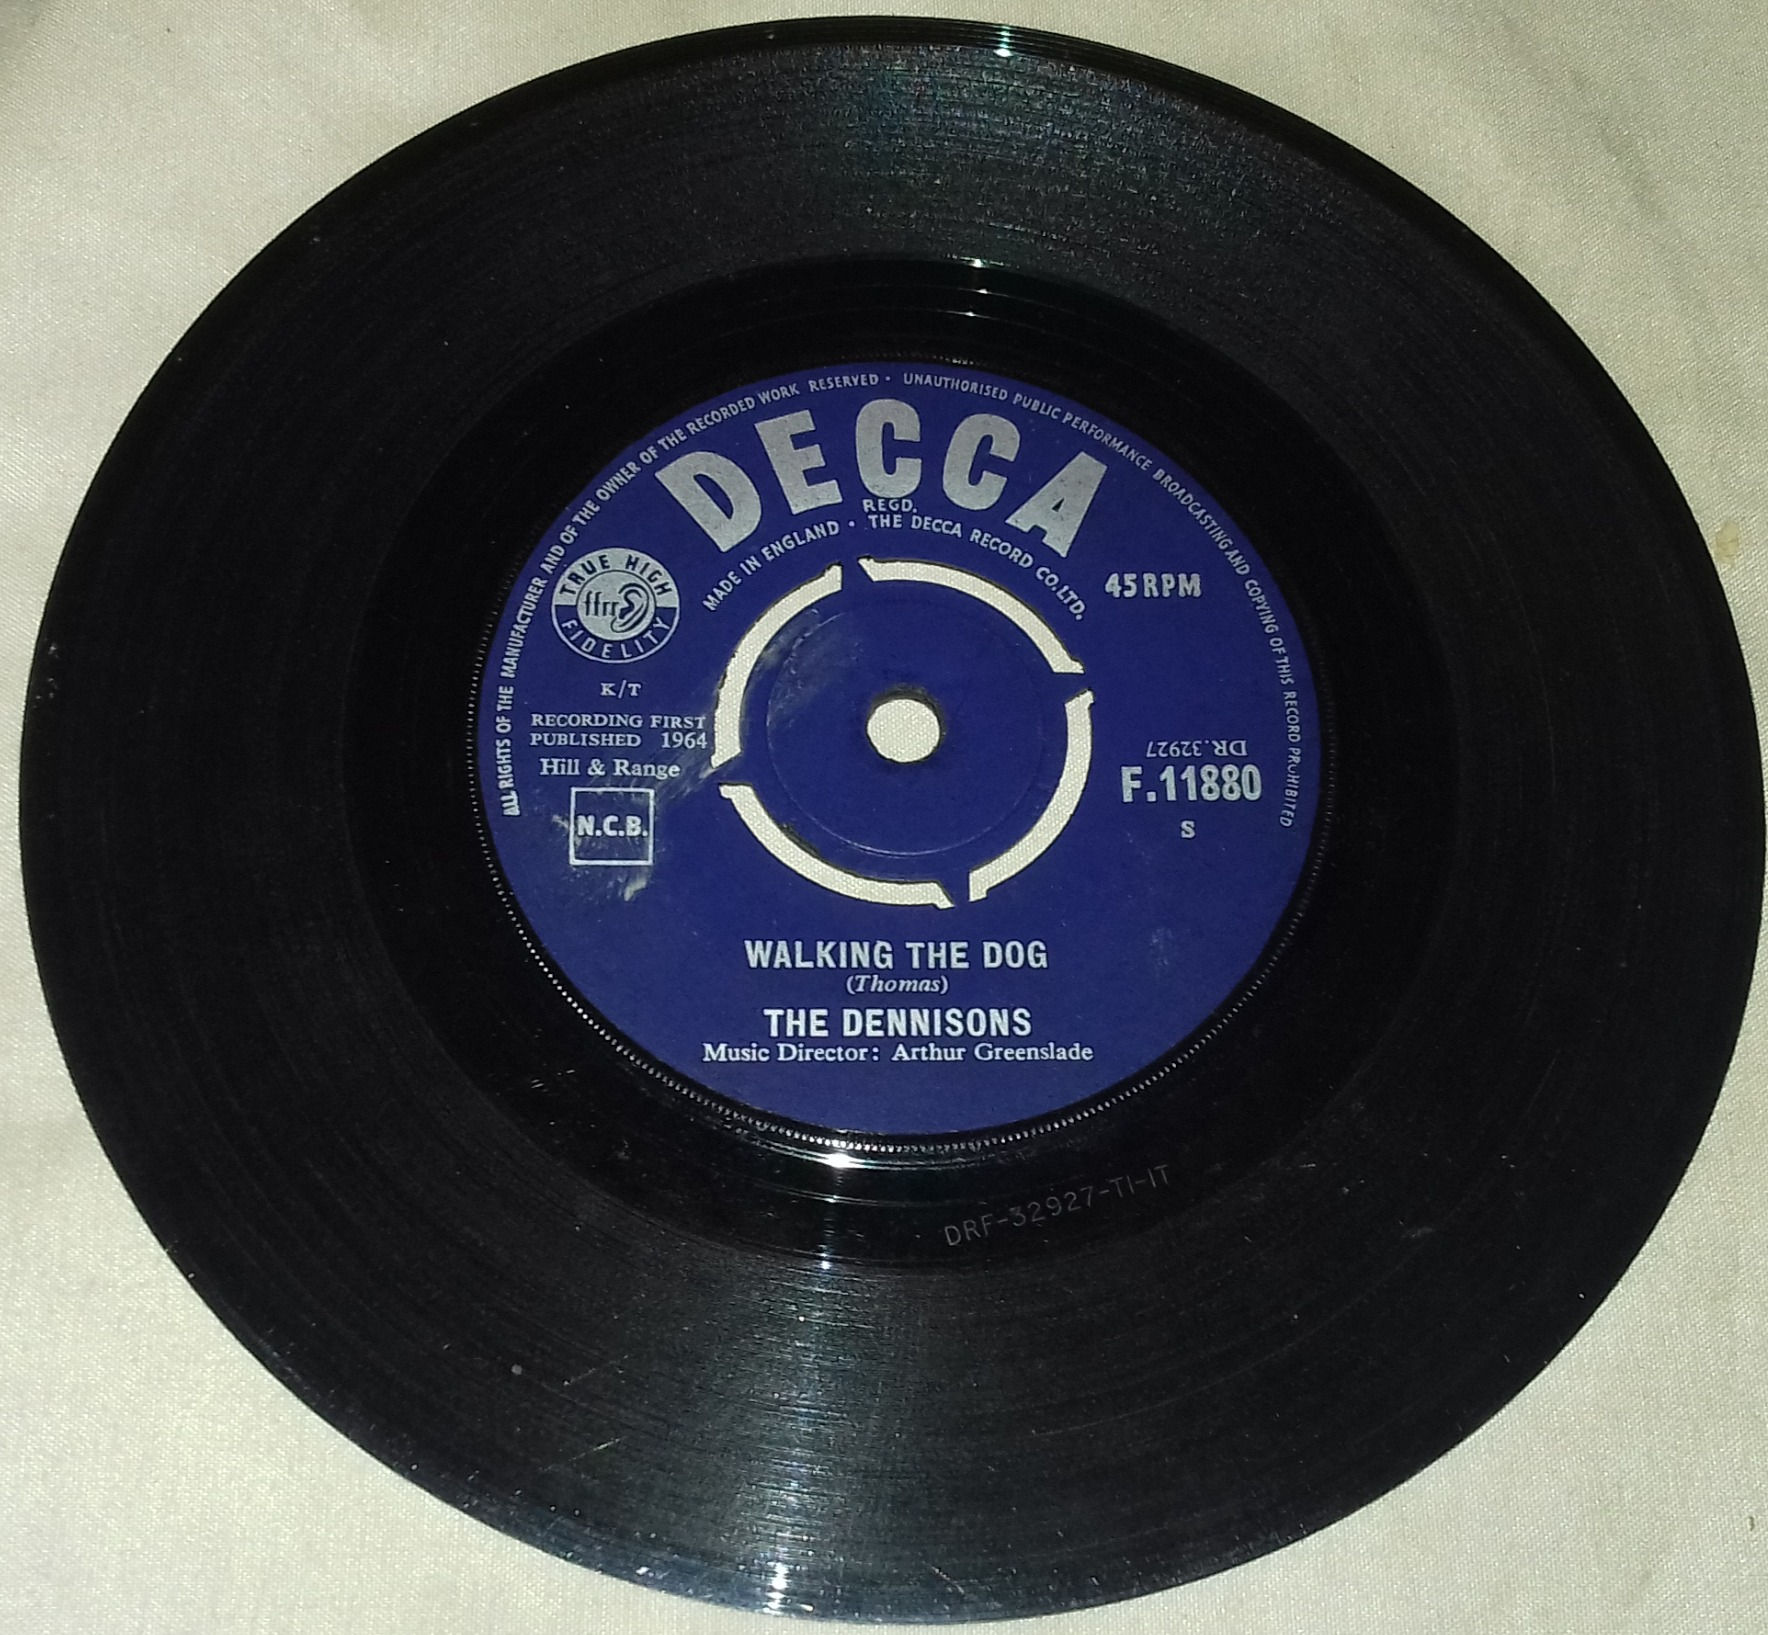 ALL RIGHTS OF THE MANUFACTURER AND OF THE OWNER OF THE RECORDED WORK RESERVED · UNAUTHORISED PUBLIC PERFORMANCE BROADCASTING AND COPYING OF THIS RECORD PROHIBITED
DECCA
REGD.
MADE IN ENGLAND · THE DECCA RECORD CO. LTD.
TRUE HIGH
ffrr
FIDELITY
45 RPM
K/T
RECORDING FIRST
PUBLISHED 1964
Hill & Range
N.C.B.
DR.32927
F.11880
S
WALKING THE DOG
(Thomas)
THE DENNISONS
Music Director: Arthur Greenslade
DRF-32927-T1-1T